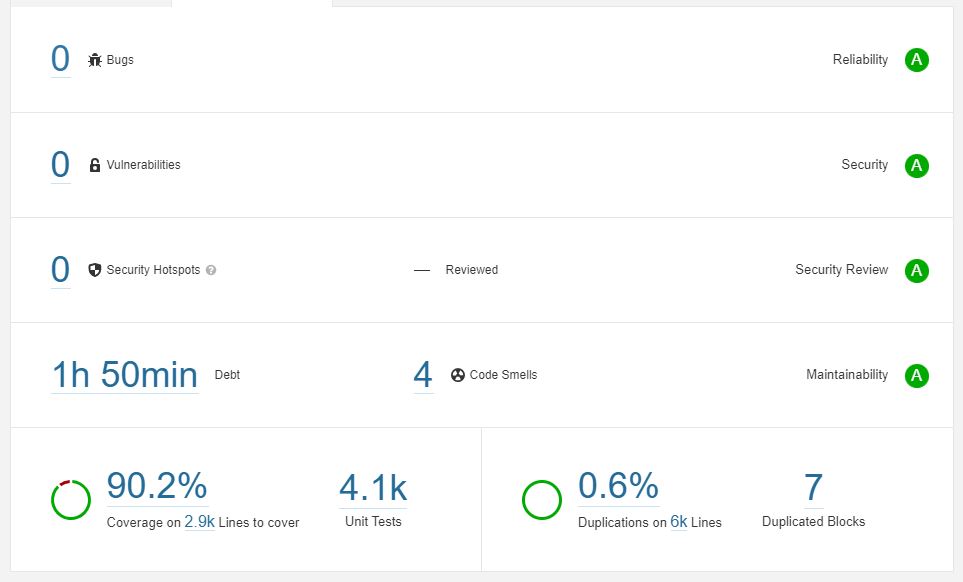 0 Bugs Reliability A
0 Vulnerabilities Security A
0 Security Hotspots ? — Reviewed Security Review A
1h 50min Debt 4 Code Smells Maintainability A
90.2% 4.1k 0.6% 7
Coverage on 2.9k Lines to cover Unit Tests Duplications on 6k Lines Duplicated Blocks